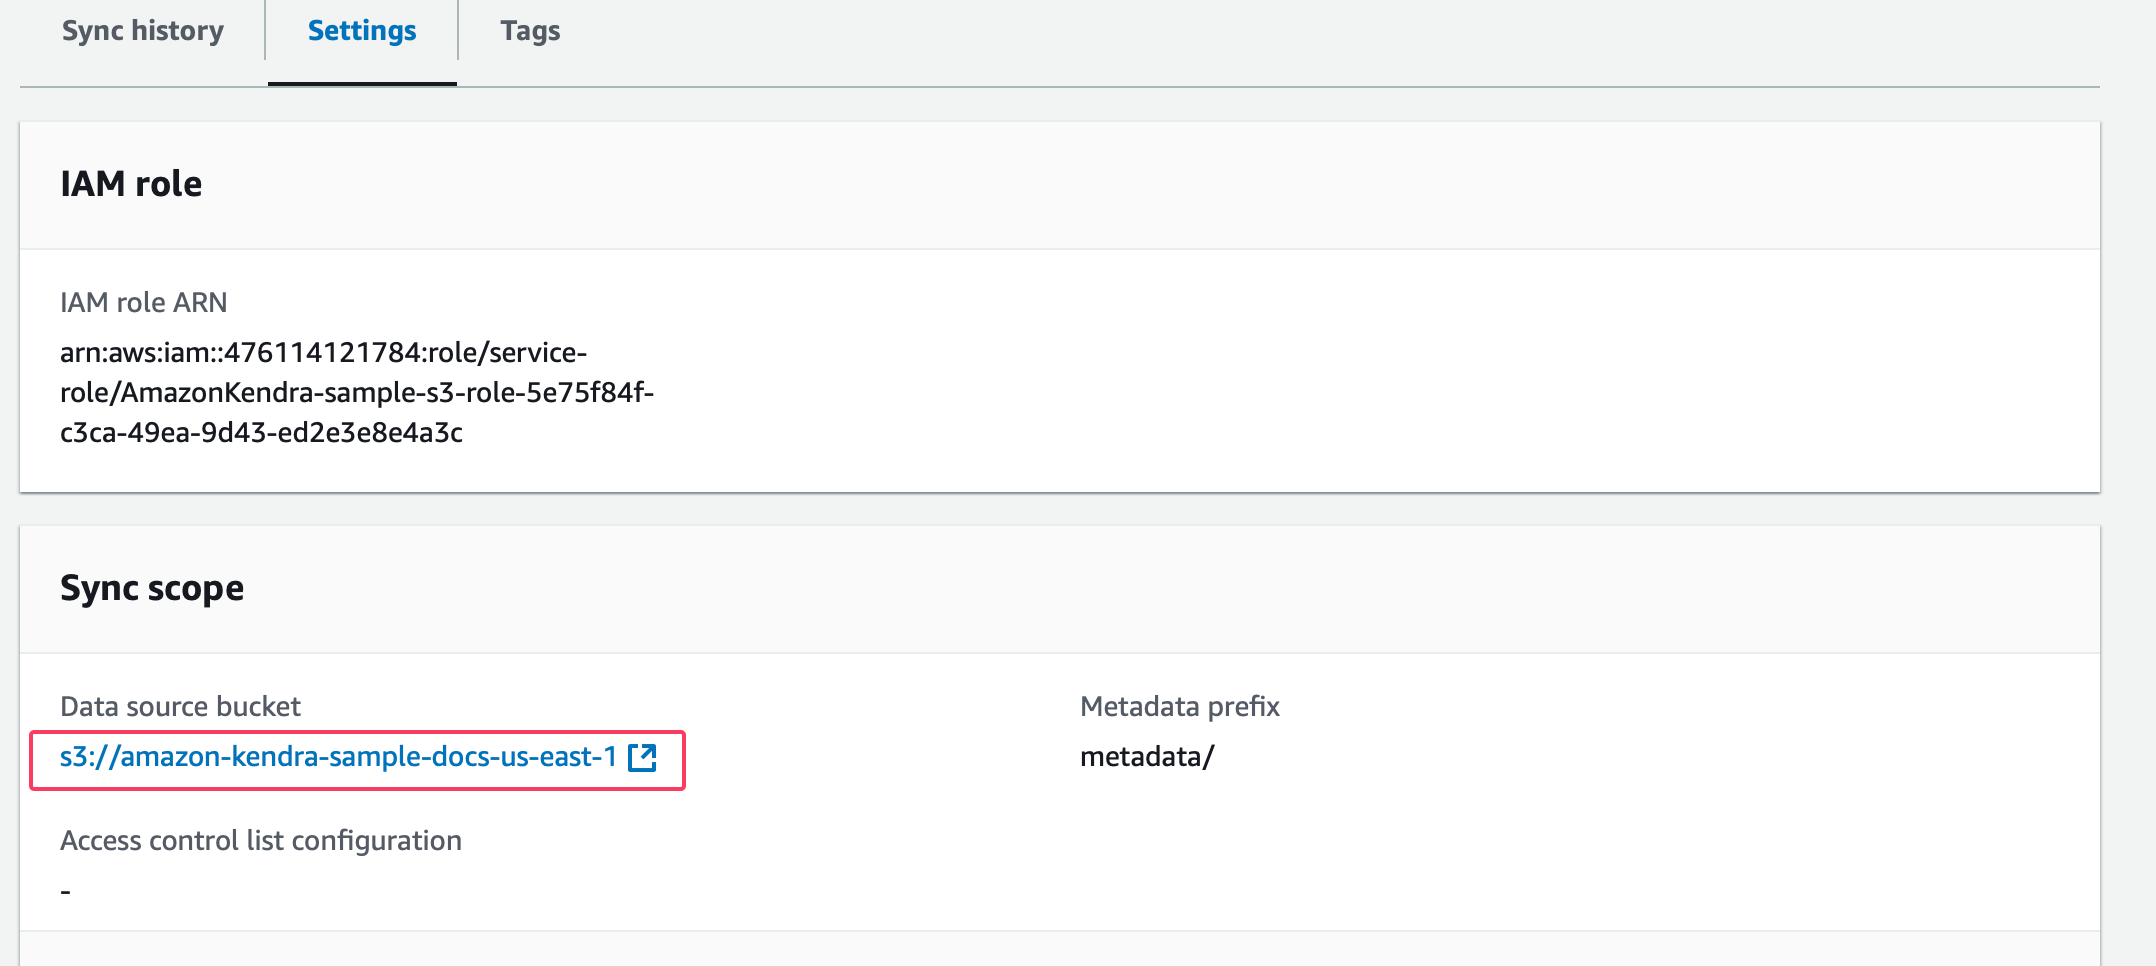 Sync history
Settings
Tags
IAM role
IAM role ARN
arn:aws:iam::476114121784:role/service-
role/AmazonKendra-sample-s3-role-5e75f84f-
c3ca-49ea-9d43-ed2e3e8e4a3c
Sync scope
Data source bucket
s3://amazon-kendra-sample-docs-us-east-1
Metadata prefix
metadata/
Access control list configuration
-